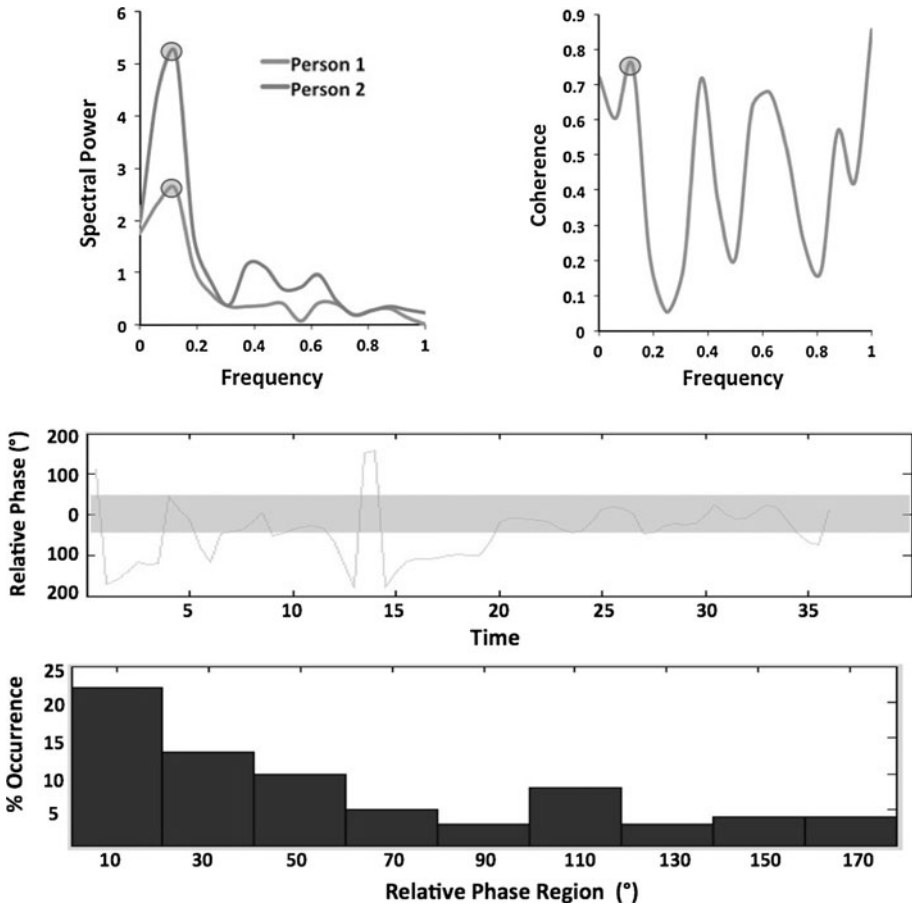 6
5
4
3
2
1
0
Spectral Power
Person 1
Person 2
0 0.2 0.4 0.6 0.8 1
Frequency
0.9
0.8
0.7
0.6
0.5
0.4
0.3
0.2
0.1
0
Coherence
0 0.2 0.4 0.6 0.8 1
Frequency
Relative Phase (°)
200
100
0
100
200
5 10 15 20 25 30 35
Time
% Occurrence
25
20
15
10
5
10 30 50 70 90 110 130 150 170
Relative Phase Region (°)